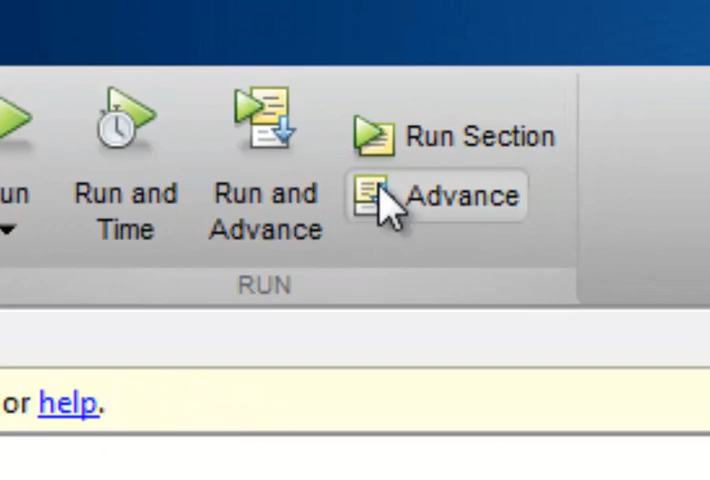 Run Section
un
Run and
Time
Run and
Advance
Advance
RUN
or help.